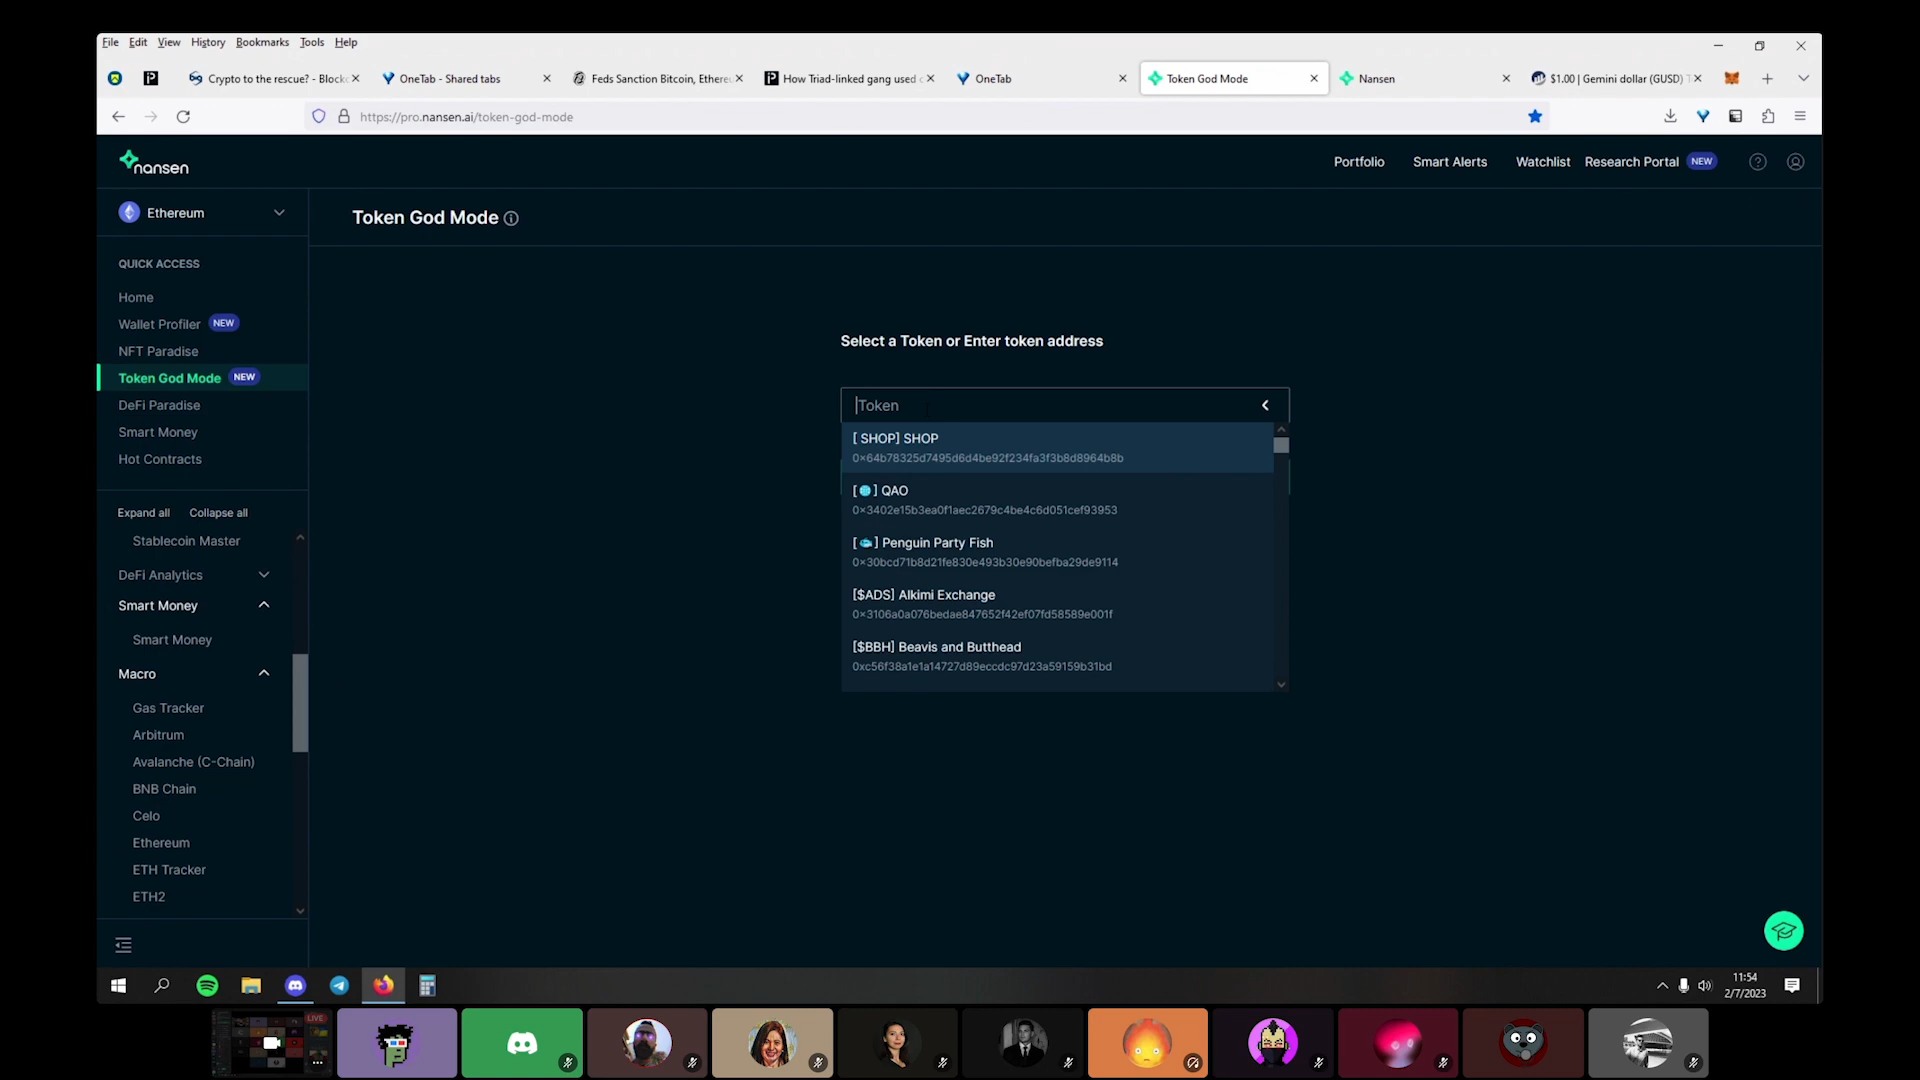 File Edit View History Bookmarks Tools Help
Crypto to the rescue? - Blockc
OneTab - Shared tabs
Feds Sanction Bitcoin, Ethereu
How Triad-linked gang used c
OneTab
Token God Mode
Nansen
$1.00 | Gemini dollar (GUSD) T
https://pro.nansen.ai/token-god-mode
nansen
Portfolio
Smart Alerts
Watchlist
Research Portal NEW
Ethereum
Token God Mode
QUICK ACCESS
Home
Wallet Profiler NEW
NFT Paradise
Token God Mode NEW
DeFi Paradise
Smart Money
Hot Contracts
Expand all Collapse all
Stablecoin Master
DeFi Analytics
Smart Money
Smart Money
Macro
Gas Tracker
Arbitrum
Avalanche (C-Chain)
BNB Chain
Celo
Ethereum
ETH Tracker
ETH2
Select a Token or Enter token address
Token
[ SHOP] SHOP
0x64b78325d7495d6d4be92f234fa3f3b8d8964b8b
[🌐] QAO
0x3402e15b3ea0f1aec2679c4be4c6d051cef93953
[🐟] Penguin Party Fish
0x30bcd71b8d21fe830e493b30e90befba29de9114
[$ADS] Alkimi Exchange
0x3106a0a076bedae847652f42ef07fd58589e001f
[$BBH] Beavis and Butthead
0xc56f38a1e1a14727d89eccdc97d23a59159b31bd
11:54
2/7/2023
LIVE